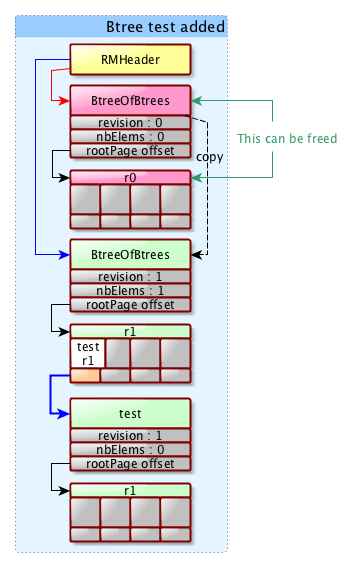 Btree test added
RMHeader
BtreeOfBtrees
revision : 0
nbElems : 0
rootPage offset
This can be freed
copy
r0
BtreeOfBtrees
revision : 1
nbElems : 1
rootPage offset
r1
test
r1
test
revision : 1
nbElems : 0
rootPage offset
r1